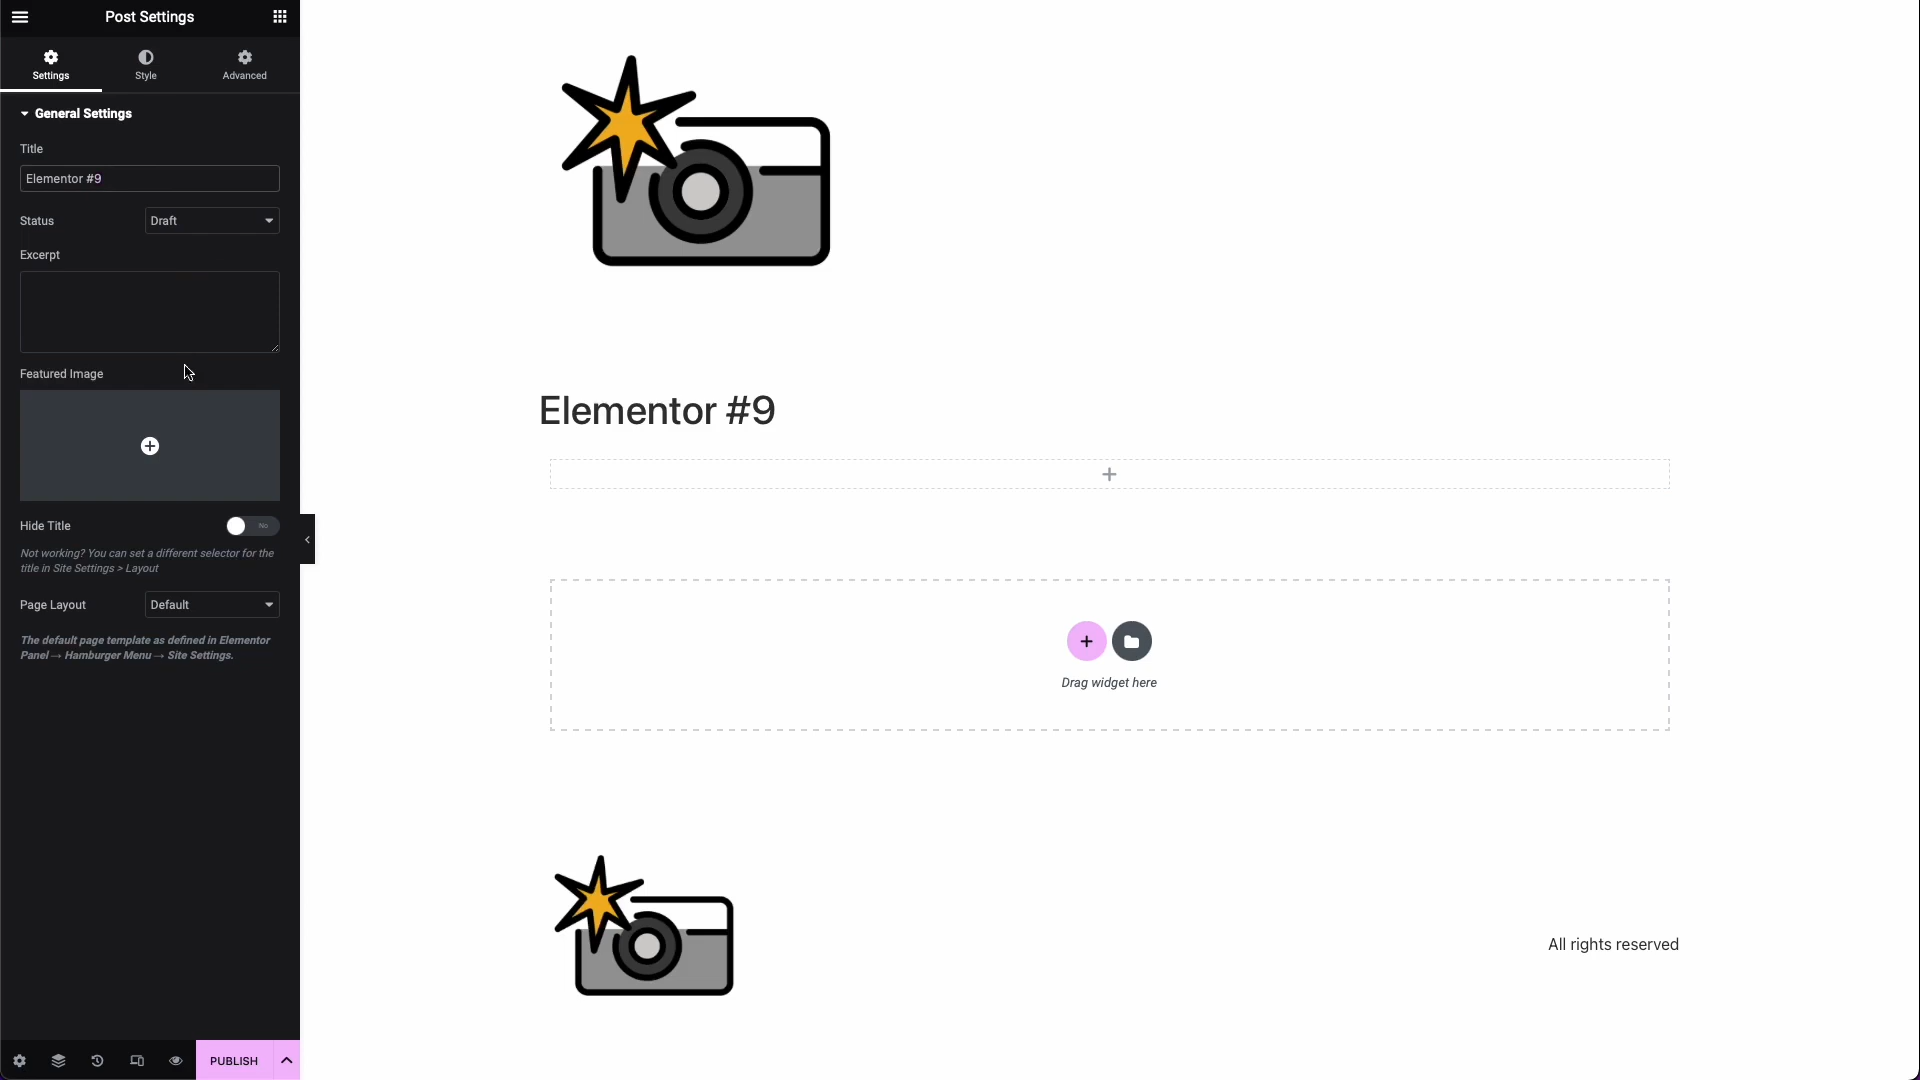 Post Settings
Settings
Style
Advanced
General Settings
Title
Elementor #9
Status
Draft
Excerpt
Featured Image
Hide Title
No
Not working? You can set a different selector for the
title in Site Settings > Layout
Page Layout
Default
The default page template as defined in Elementor
Panel → Hamburger Menu → Site Settings.
PUBLISH
Elementor #9
Drag widget here
All rights reserved